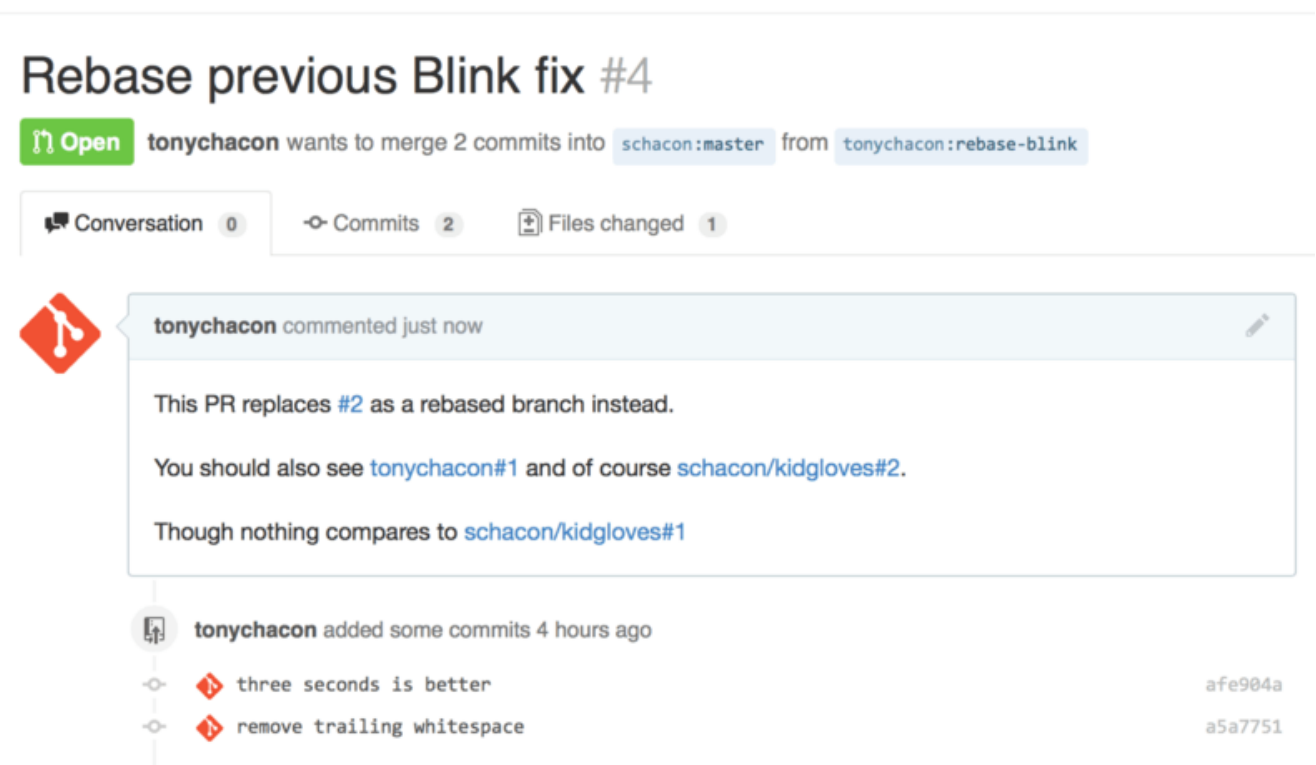 Rebase previous Blink fix #4
Open tonychacon wants to merge 2 commits into schacon:master from tonychacon:rebase-blink
Conversation 0 Commits 2 Files changed 1
tonychacon commented just now
This PR replaces #2 as a rebased branch instead.
You should also see tonychacon#1 and of course schacon/kidgloves#2.
Though nothing compares to schacon/kidgloves#1
tonychacon added some commits 4 hours ago
three seconds is better afe904a
remove trailing whitespace a5a7751